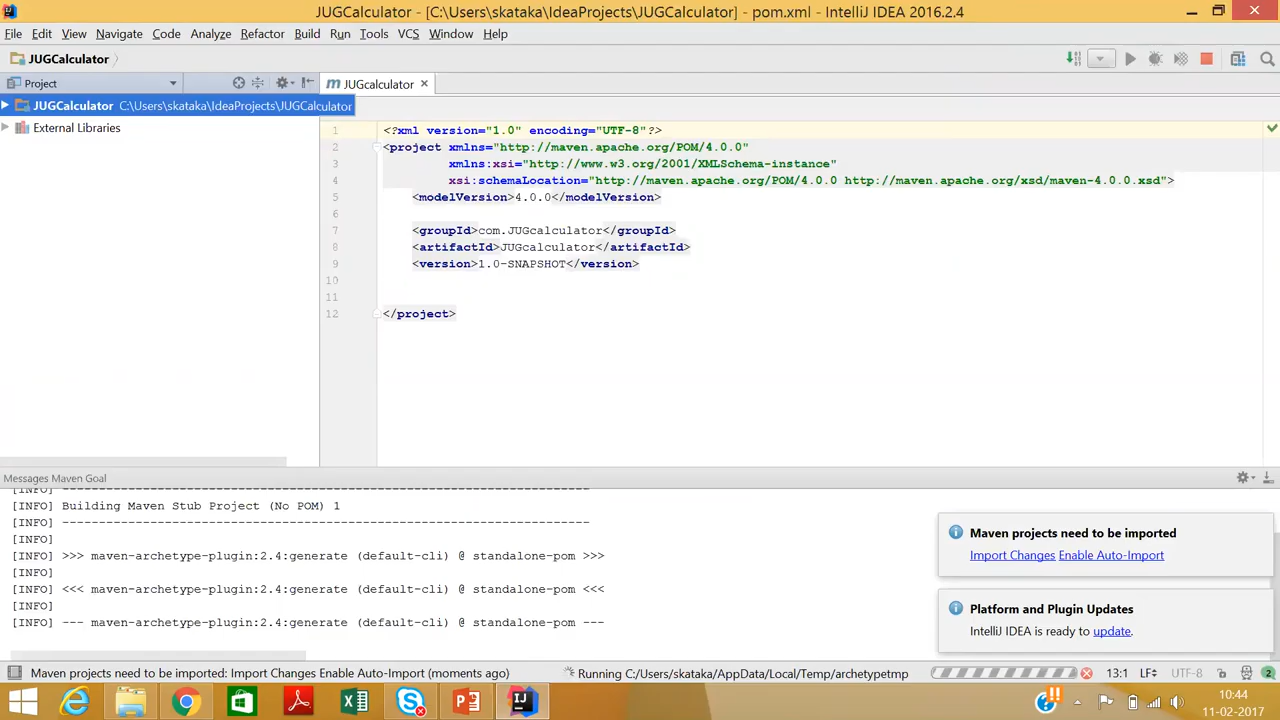 JUGCalculator - [C:\Users\skataka\IdeaProjects\JUGCalculator] - pom.xml - IntelliJ IDEA 2016.2.4
File Edit View Navigate Code Analyze Refactor Build Run Tools VCS Window Help
JUGCalculator
Project
JUGcalculator
JUGCalculator C:\Users\skataka\IdeaProjects\JUGCalculator
External Libraries
1 <?xml version="1.0" encoding="UTF-8"?>
2 <project xmlns="http://maven.apache.org/POM/4.0.0"
3 xmlns:xsi="http://www.w3.org/2001/XMLSchema-instance"
4 xsi:schemaLocation="http://maven.apache.org/POM/4.0.0 http://maven.apache.org/xsd/maven-4.0.0.xsd">
5 <modelVersion>4.0.0</modelVersion>
6
7 <groupId>com.JUGcalculator</groupId>
8 <artifactId>JUGcalculator</artifactId>
9 <version>1.0-SNAPSHOT</version>
10
11
12 </project>
Messages Maven Goal
[INFO] ------------------------------------------------------------------------
[INFO] Building Maven Stub Project (No POM) 1
[INFO] ------------------------------------------------------------------------
[INFO]
[INFO] >>> maven-archetype-plugin:2.4:generate (default-cli) @ standalone-pom >>>
[INFO]
[INFO] <<< maven-archetype-plugin:2.4:generate (default-cli) @ standalone-pom <<<
[INFO]
[INFO] --- maven-archetype-plugin:2.4:generate (default-cli) @ standalone-pom ---
Maven projects need to be imported
Import Changes Enable Auto-Import
Platform and Plugin Updates
IntelliJ IDEA is ready to update.
Maven projects need to be imported: Import Changes Enable Auto-Import (moments ago)
Running C:/Users/skataka/AppData/Local/Temp/archetypetmp
13:1 LF÷ UTF-8 2
10:44
11-02-2017